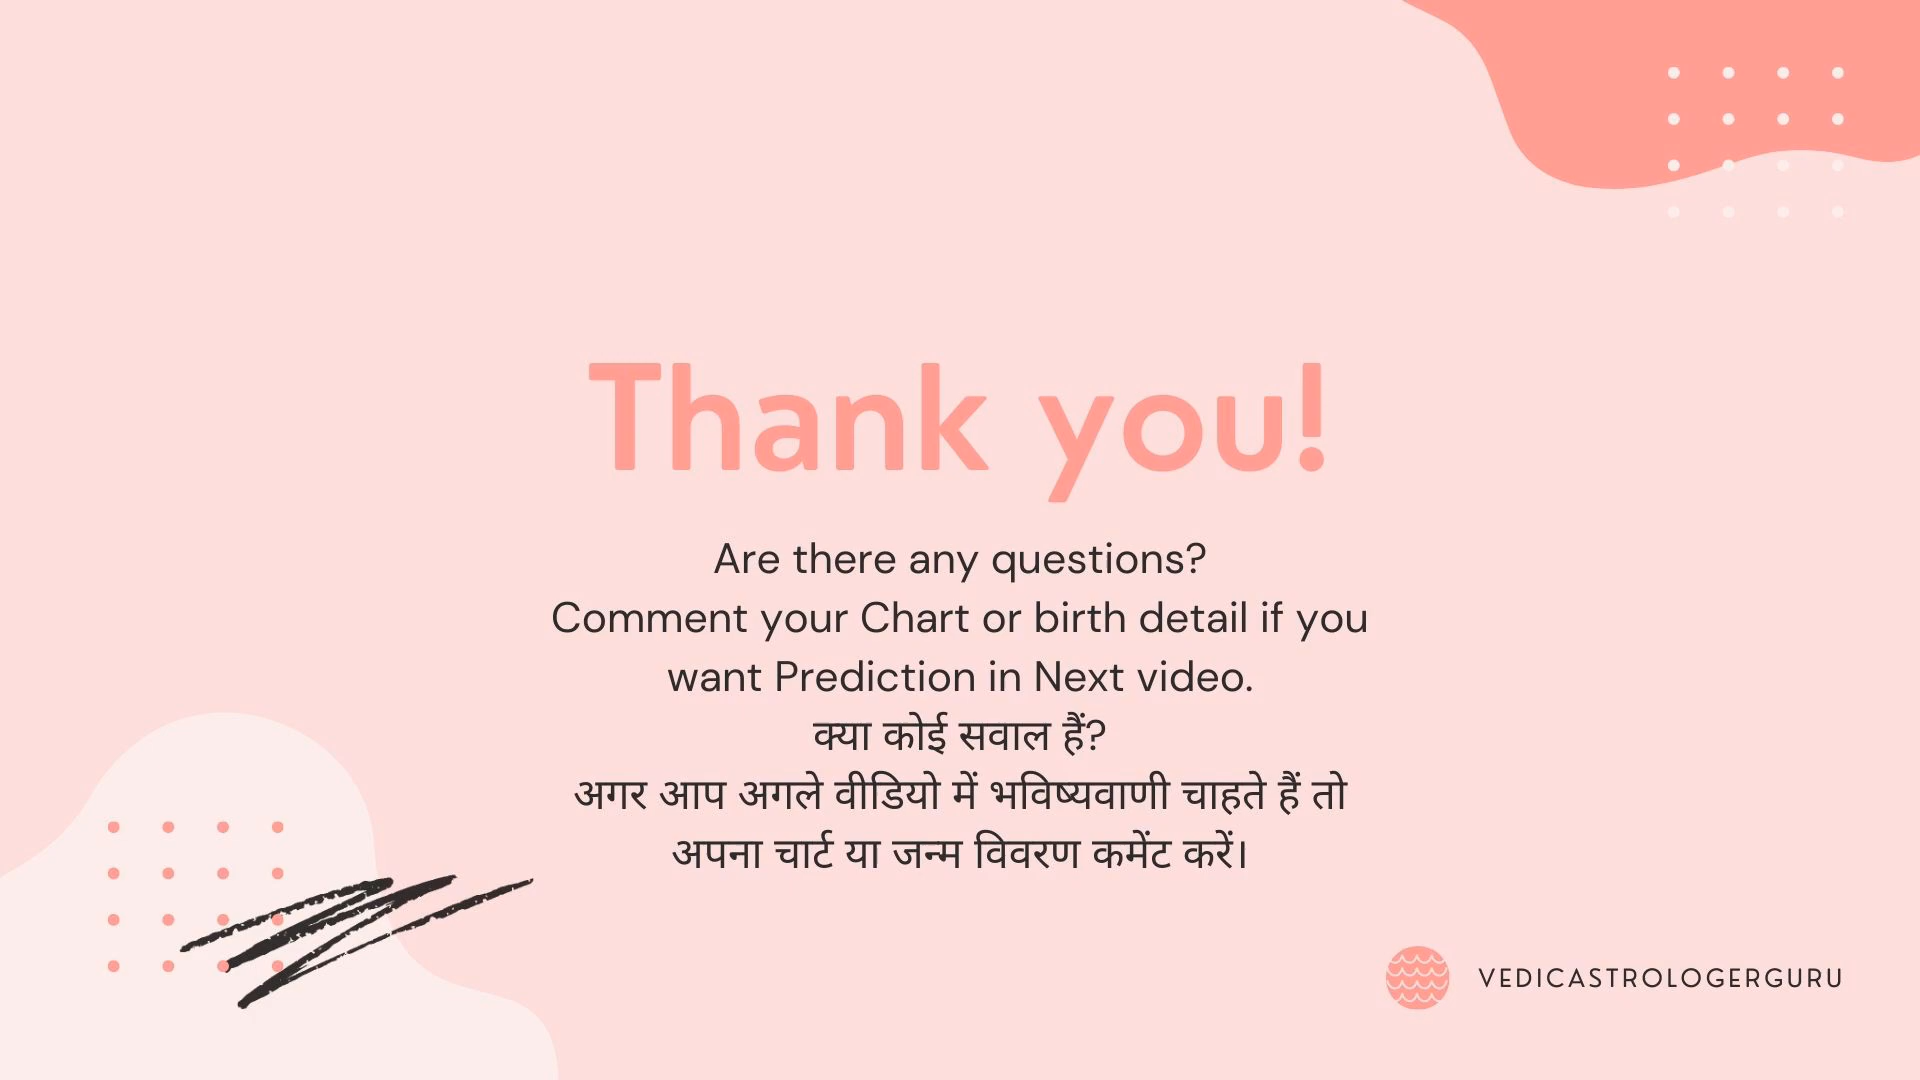 Thank you!
Are there any questions?
Comment your Chart or birth detail if you
want Prediction in Next video.
क्या कोई सवाल हैं?
अगर आप अगले वीडियो में भविष्यवाणी चाहते हैं तो
अपना चार्ट या जन्म विवरण कमेंट करें।
VEDICASTROLOGERGURU